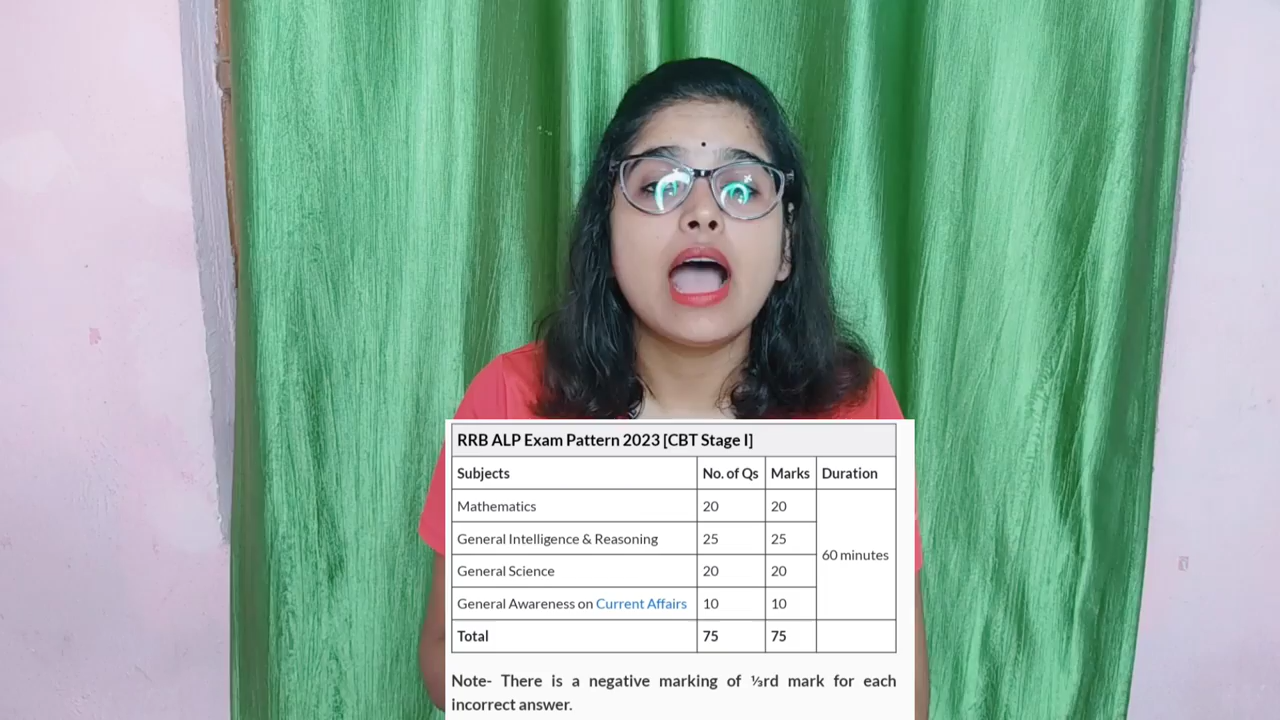 RRB ALP Exam Pattern 2023 [CBT Stage I]
Subjects No. of Qs Marks Duration
Mathematics 20 20
General Intelligence & Reasoning 25 25
60 minutes
General Science 20 20
General Awareness on Current Affairs 10 10
Total 75 75
Note- There is a negative marking of ⅓rd mark for each
incorrect answer.